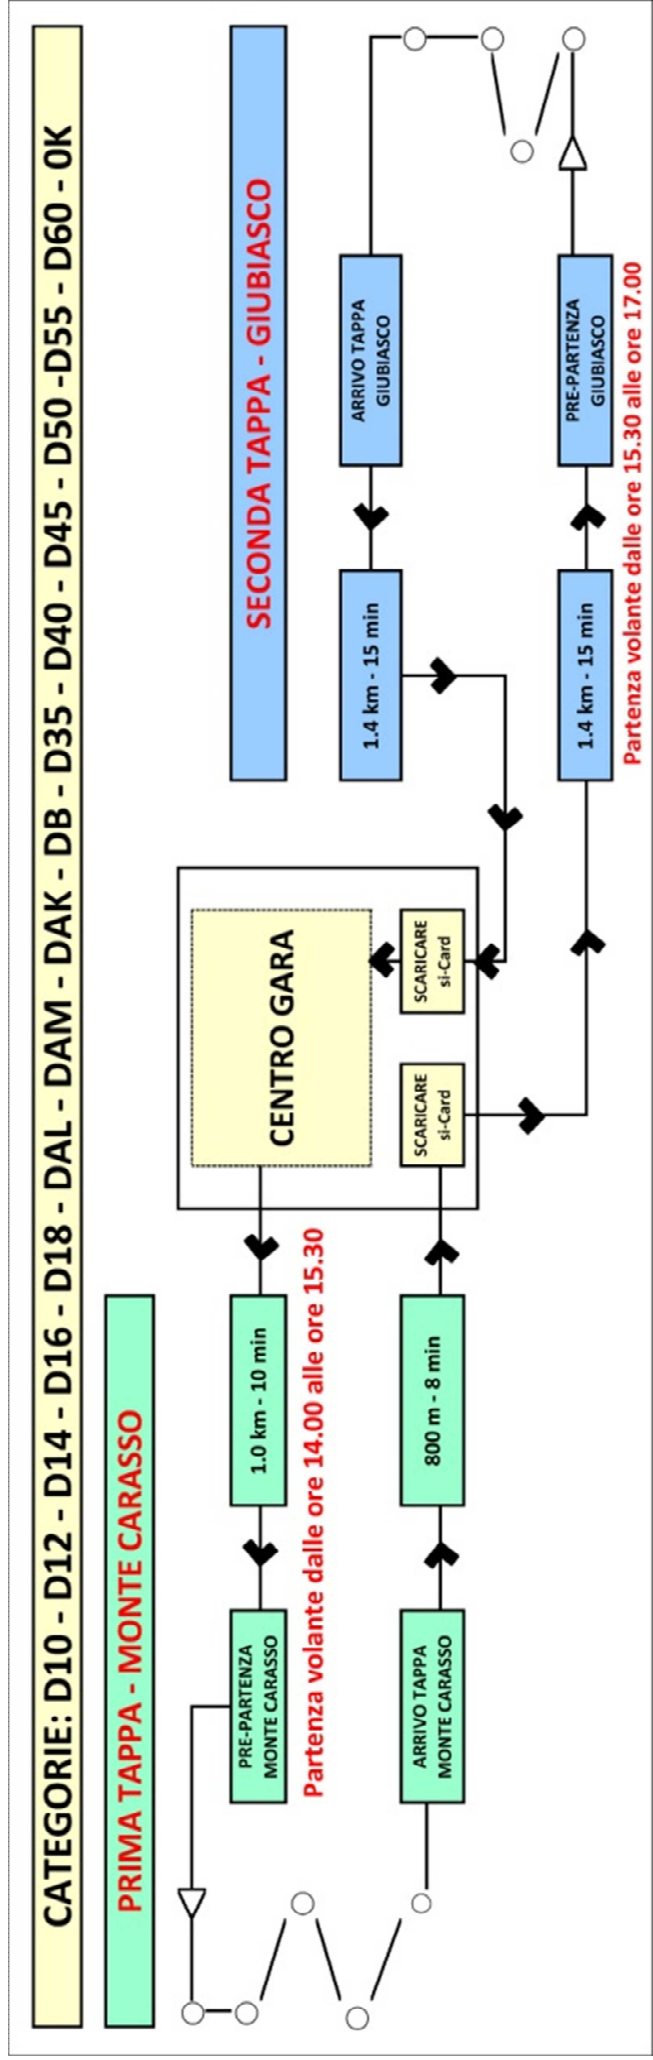 CATEGORIE: D10 - D12 - D14 - D16 - D18 - DAL - DAM - DAK - DB - D35 - D40 - D45 - D50 -D55 - D60 - OK
PRIMA TAPPA - MONTE CARASSO
SECONDA TAPPA - GIUBIASCO
PRE-PARTENZA
MONTE CARASSO
1.0 km - 10 min
Partenza volante dalle ore 14.00 alle ore 15.30
ARRIVO TAPPA
MONTE CARASSO
800 m - 8 min
CENTRO GARA
SCARICARE
si-Card
SCARICARE
si-Card
1.4 km - 15 min
ARRIVO TAPPA
GIUBIASCO
1.4 km - 15 min
PRE-PARTENZA
GIUBIASCO
Partenza volante dalle ore 15.30 alle ore 17.00